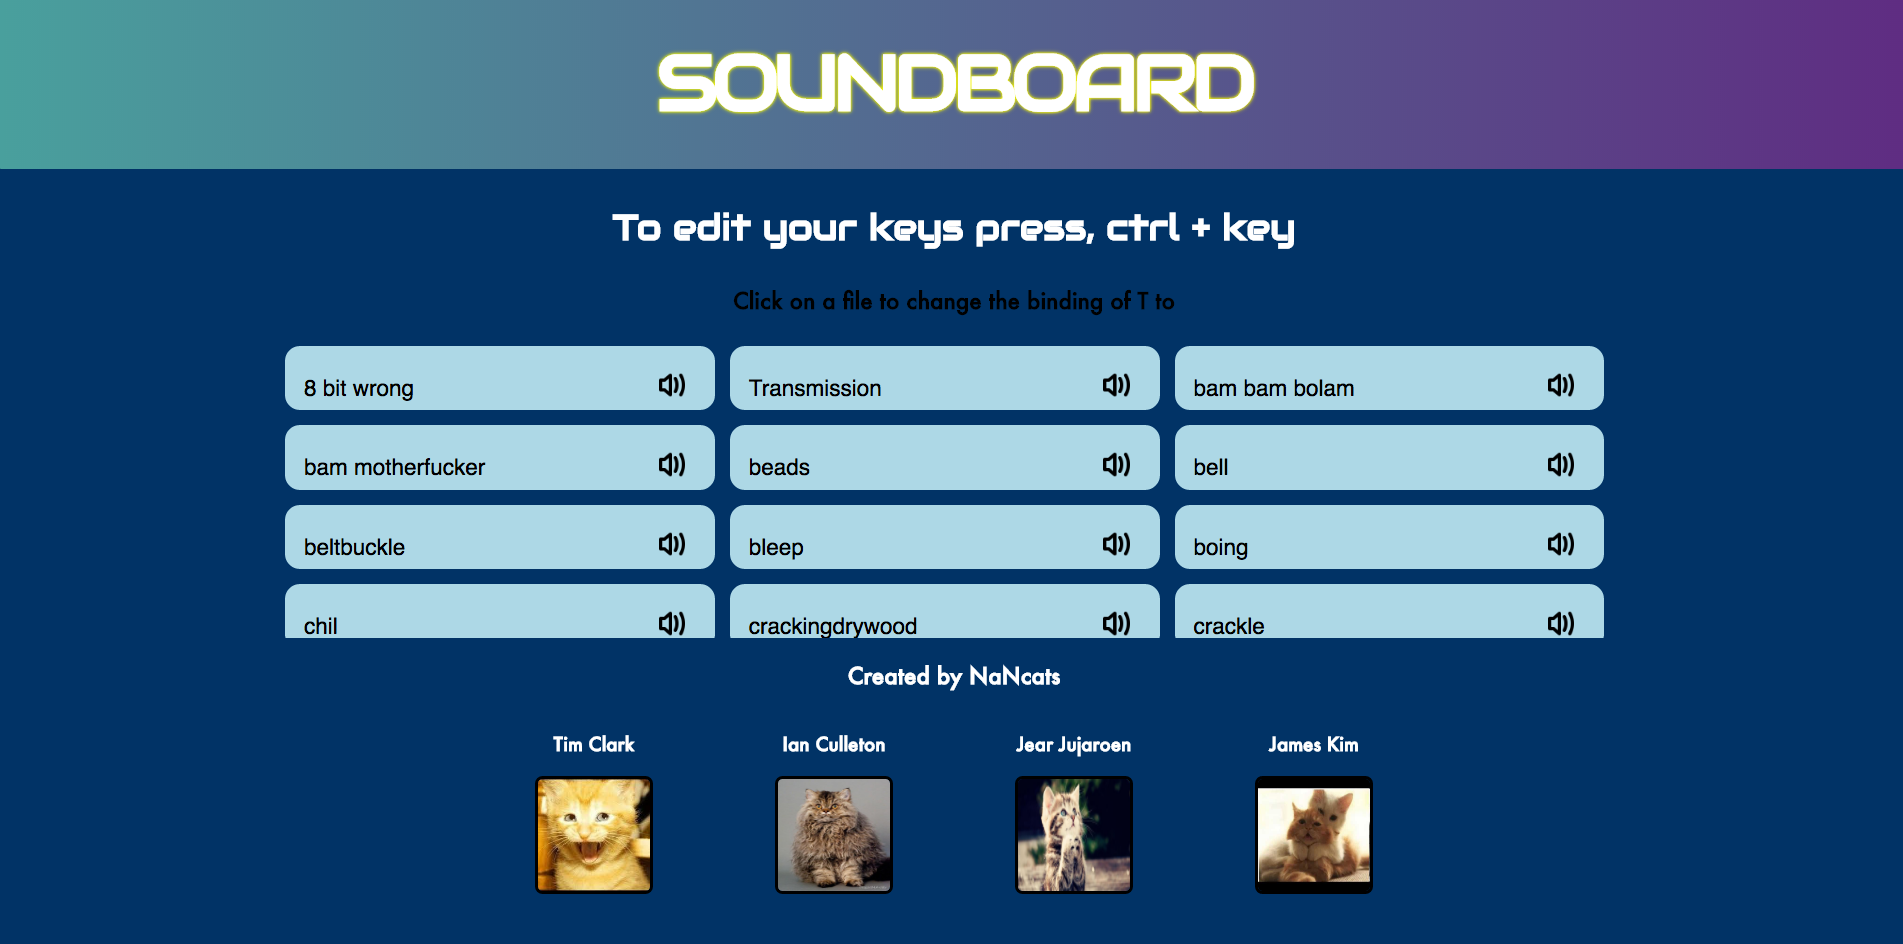 SOUNDBOARD
To edit your keys press, ctrl + key
Click on a file to change the binding of T to
8 bit wrong
Transmission
bam bam bolam
bam motherfucker
beads
bell
beltbuckle
bleep
boing
chil
crackingdrywood
crackle
Created by NaNcats
Tim Clark
Ian Culleton
Jear Jujaroen
James Kim